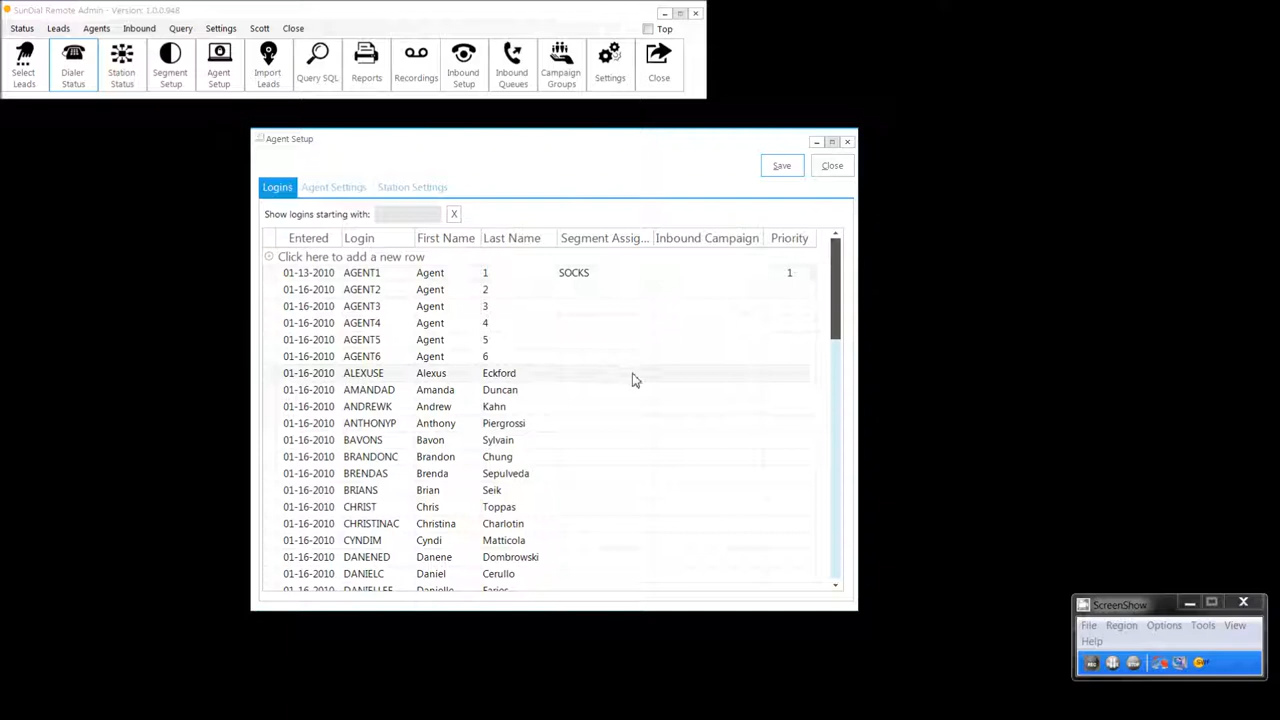 SunDial Remote Admin - Version: 1.0.0.948
Status Leads Agents Inbound Query Settings Scott Close Top
Select Leads Dialer Status Station Status Segment Setup Agent Setup Import Leads Query SQL Reports Recordings Inbound Setup Inbound Queues Campaign Groups Settings Close
Agent Setup
Save Close
Logins Agent Settings Station Settings
Show logins starting with: X
Entered Login First Name Last Name Segment Assig... Inbound Campaign Priority
Click here to add a new row
01-13-2010 AGENT1 Agent 1 SOCKS 1
01-16-2010 AGENT2 Agent 2
01-16-2010 AGENT3 Agent 3
01-16-2010 AGENT4 Agent 4
01-16-2010 AGENT5 Agent 5
01-16-2010 AGENT6 Agent 6
01-16-2010 ALEXUSE Alexus Eckford
01-16-2010 AMANDAD Amanda Duncan
01-16-2010 ANDREWK Andrew Kahn
01-16-2010 ANTHONYP Anthony Piergrossi
01-16-2010 BAVONS Bavon Sylvain
01-16-2010 BRANDONC Brandon Chung
01-16-2010 BRENDAS Brenda Sepulveda
01-16-2010 BRIANS Brian Seik
01-16-2010 CHRIST Chris Toppas
01-16-2010 CHRISTINAC Christina Charlotin
01-16-2010 CYNDIM Cyndi Matticola
01-16-2010 DANENED Danene Dombrowski
01-16-2010 DANIELC Daniel Cerullo
01-16-2010 DANIELLEF Danielle Faries
ScreenShow
File Region Options Tools View
Help
REC STOP SWF